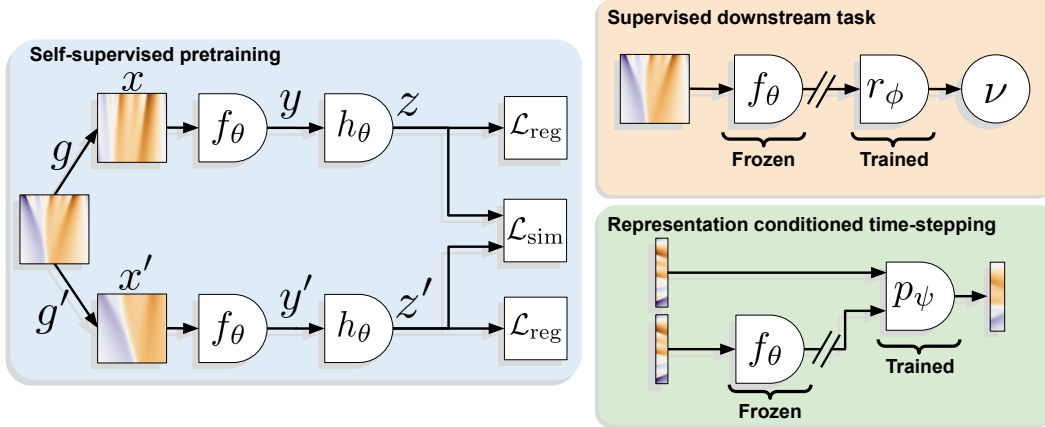 Self-supervised pretraining
x
g
f_θ
y
h_θ
z
ℒ_reg
ℒ_sim
g′
x′
f_θ
y′
h_θ
z′
ℒ_reg
Supervised downstream task
f_θ
r_ϕ
ν
Frozen
Trained
Representation conditioned time-stepping
p_ψ
f_θ
Trained
Frozen